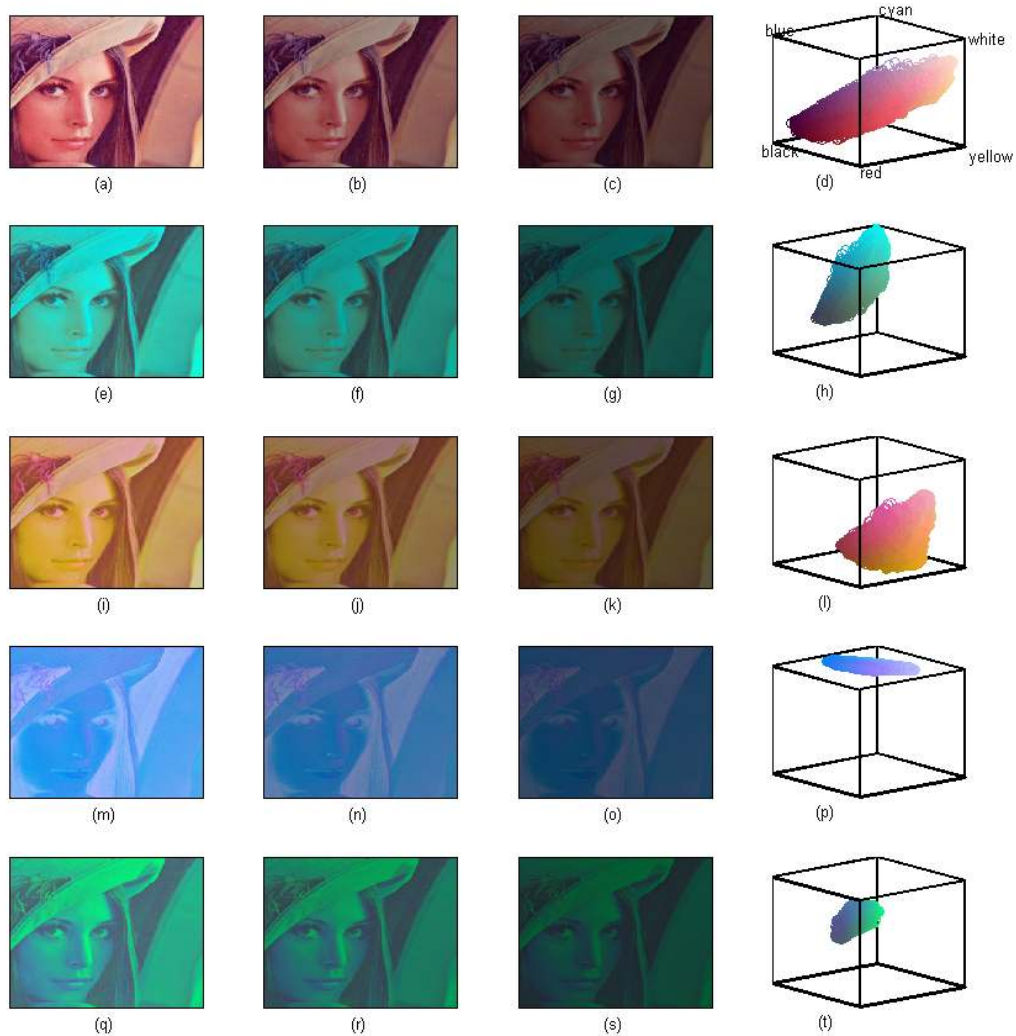 cyan
blue
white
black
yellow
red
(a) (b) (c) (d)
(e) (f) (g) (h)
(i) (j) (k) (l)
(m) (n) (o) (p)
(q) (r) (s) (t)